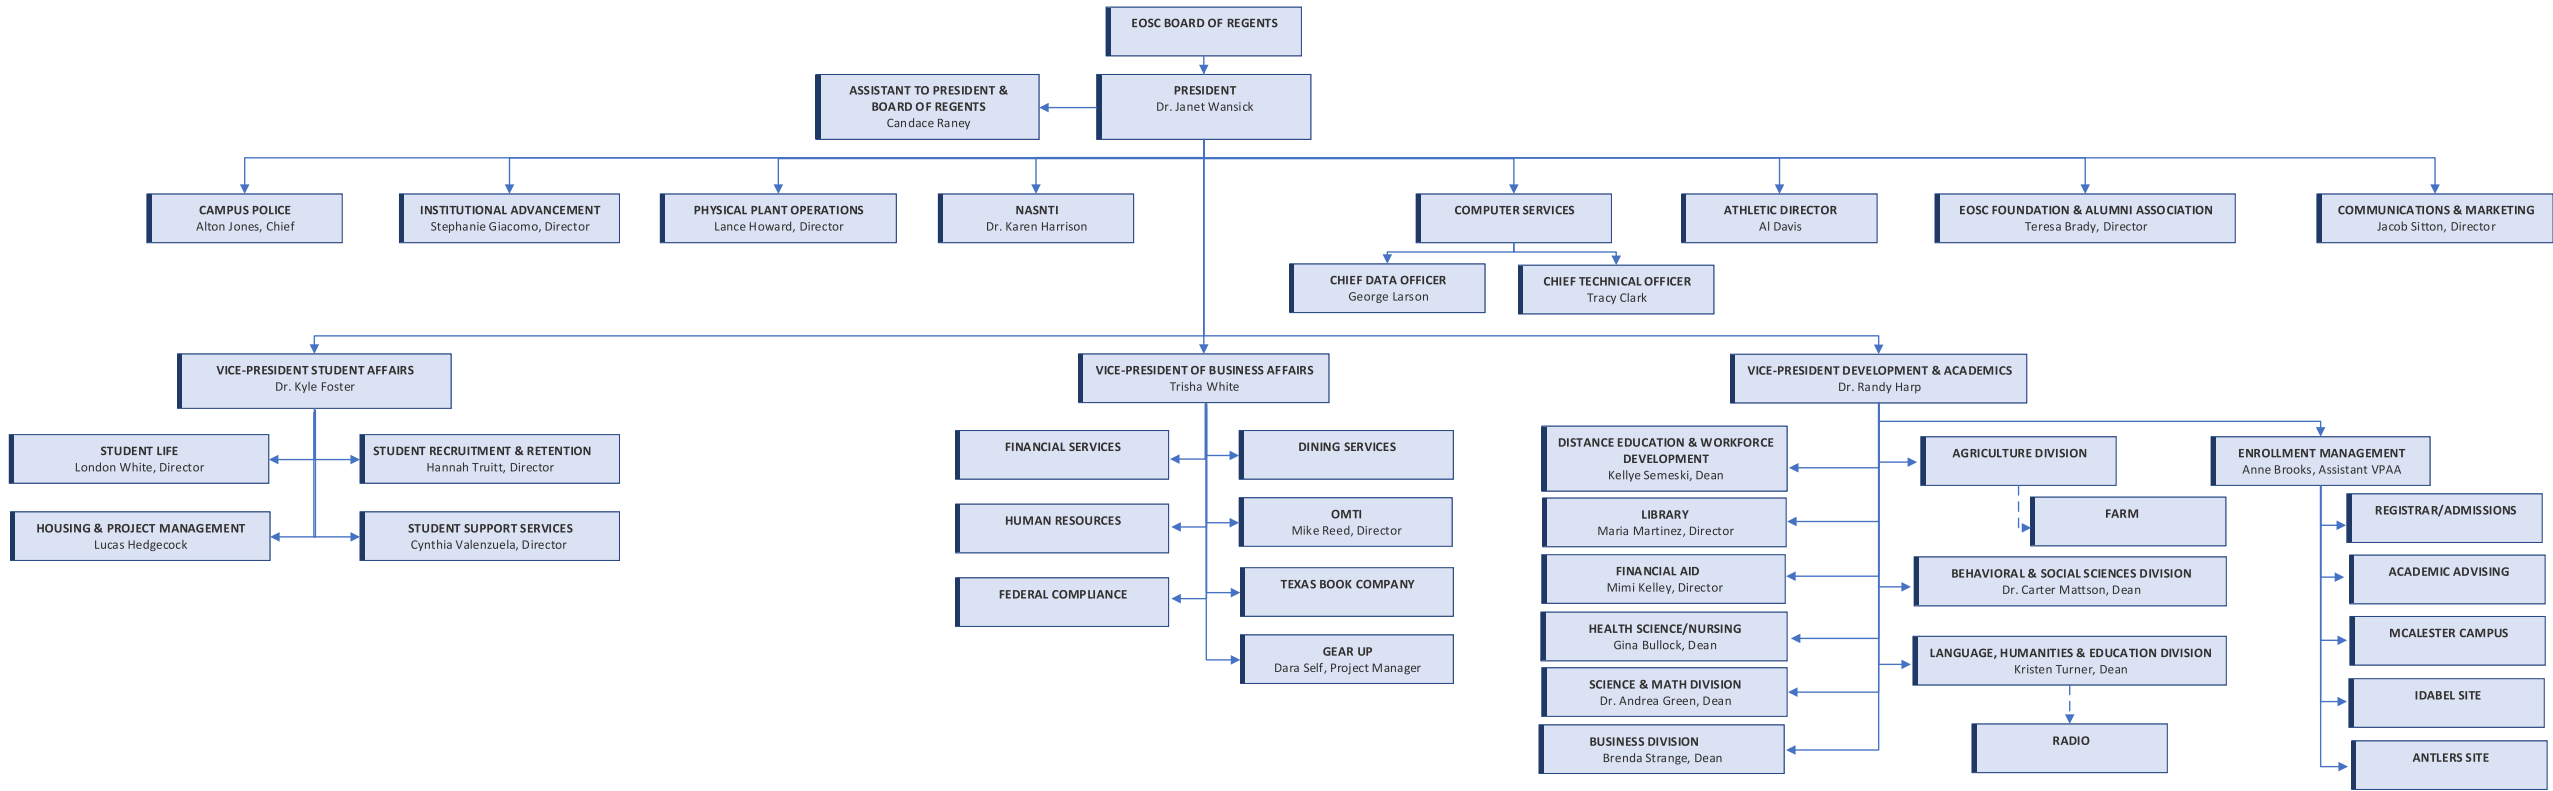 EOSC BOARD OF REGENTS
ASSISTANT TO PRESIDENT &
BOARD OF REGENTS
Candace Raney
PRESIDENT
Dr. Janet Wansick
CAMPUS POLICE
Alton Jones, Chief
INSTITUTIONAL ADVANCEMENT
Stephanie Giacomo, Director
PHYSICAL PLANT OPERATIONS
Lance Howard, Director
NASNTI
Dr. Karen Harrison
COMPUTER SERVICES
ATHLETIC DIRECTOR
Al Davis
EOSC FOUNDATION & ALUMNI ASSOCIATION
Teresa Brady, Director
COMMUNICATIONS & MARKETING
Jacob Sitton, Director
CHIEF DATA OFFICER
George Larson
CHIEF TECHNICAL OFFICER
Tracy Clark
VICE-PRESIDENT STUDENT AFFAIRS
Dr. Kyle Foster
VICE-PRESIDENT OF BUSINESS AFFAIRS
Trisha White
VICE-PRESIDENT DEVELOPMENT & ACADEMICS
Dr. Randy Harp
STUDENT LIFE
London White, Director
STUDENT RECRUITMENT & RETENTION
Hannah Truitt, Director
HOUSING & PROJECT MANAGEMENT
Lucas Hedgecock
STUDENT SUPPORT SERVICES
Cynthia Valenzuela, Director
FINANCIAL SERVICES
DINING SERVICES
HUMAN RESOURCES
OMTI
Mike Reed, Director
FEDERAL COMPLIANCE
TEXAS BOOK COMPANY
GEAR UP
Dara Self, Project Manager
DISTANCE EDUCATION & WORKFORCE
DEVELOPMENT
Kellye Semeski, Dean
LIBRARY
Maria Martinez, Director
FINANCIAL AID
Mimi Kelley, Director
HEALTH SCIENCE/NURSING
Gina Bullock, Dean
SCIENCE & MATH DIVISION
Dr. Andrea Green, Dean
BUSINESS DIVISION
Brenda Strange, Dean
AGRICULTURE DIVISION
FARM
BEHAVIORAL & SOCIAL SCIENCES DIVISION
Dr. Carter Mattson, Dean
LANGUAGE, HUMANITIES & EDUCATION DIVISION
Kristen Turner, Dean
RADIO
ENROLLMENT MANAGEMENT
Anne Brooks, Assistant VPAA
REGISTRAR/ADMISSIONS
ACADEMIC ADVISING
MCALESTER CAMPUS
IDABEL SITE
ANTLERS SITE